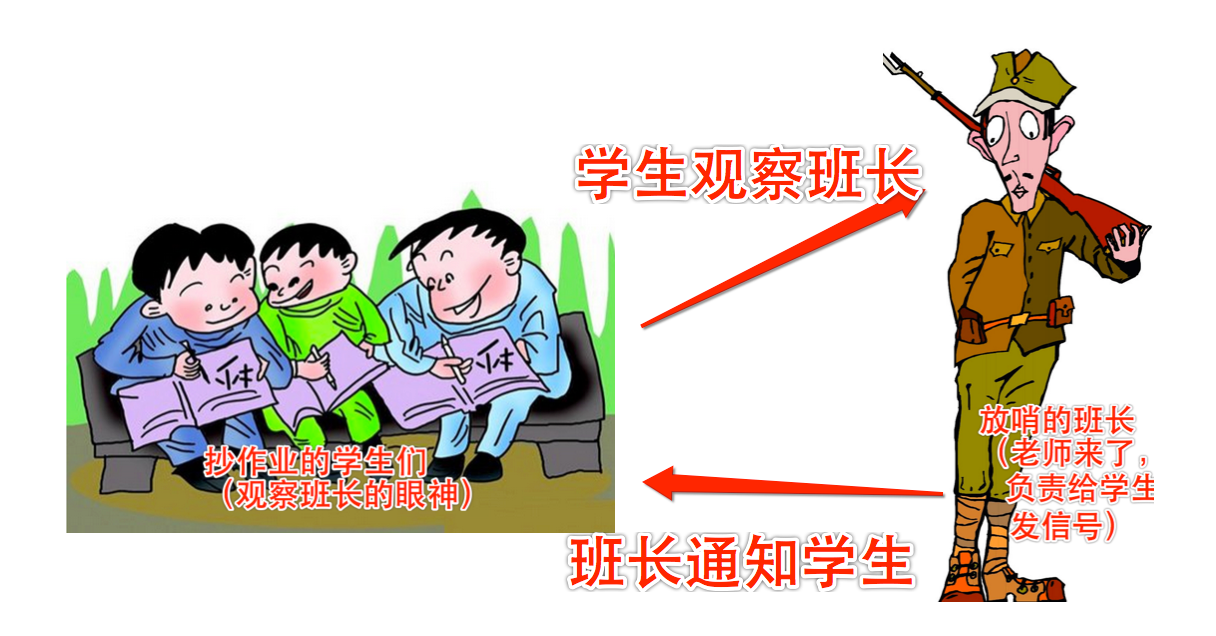 学生观察班长
放哨的班长
（老师来了，
负责给学生
发信号）
抄作业的学生们
（观察班长的眼神）
班长通知学生